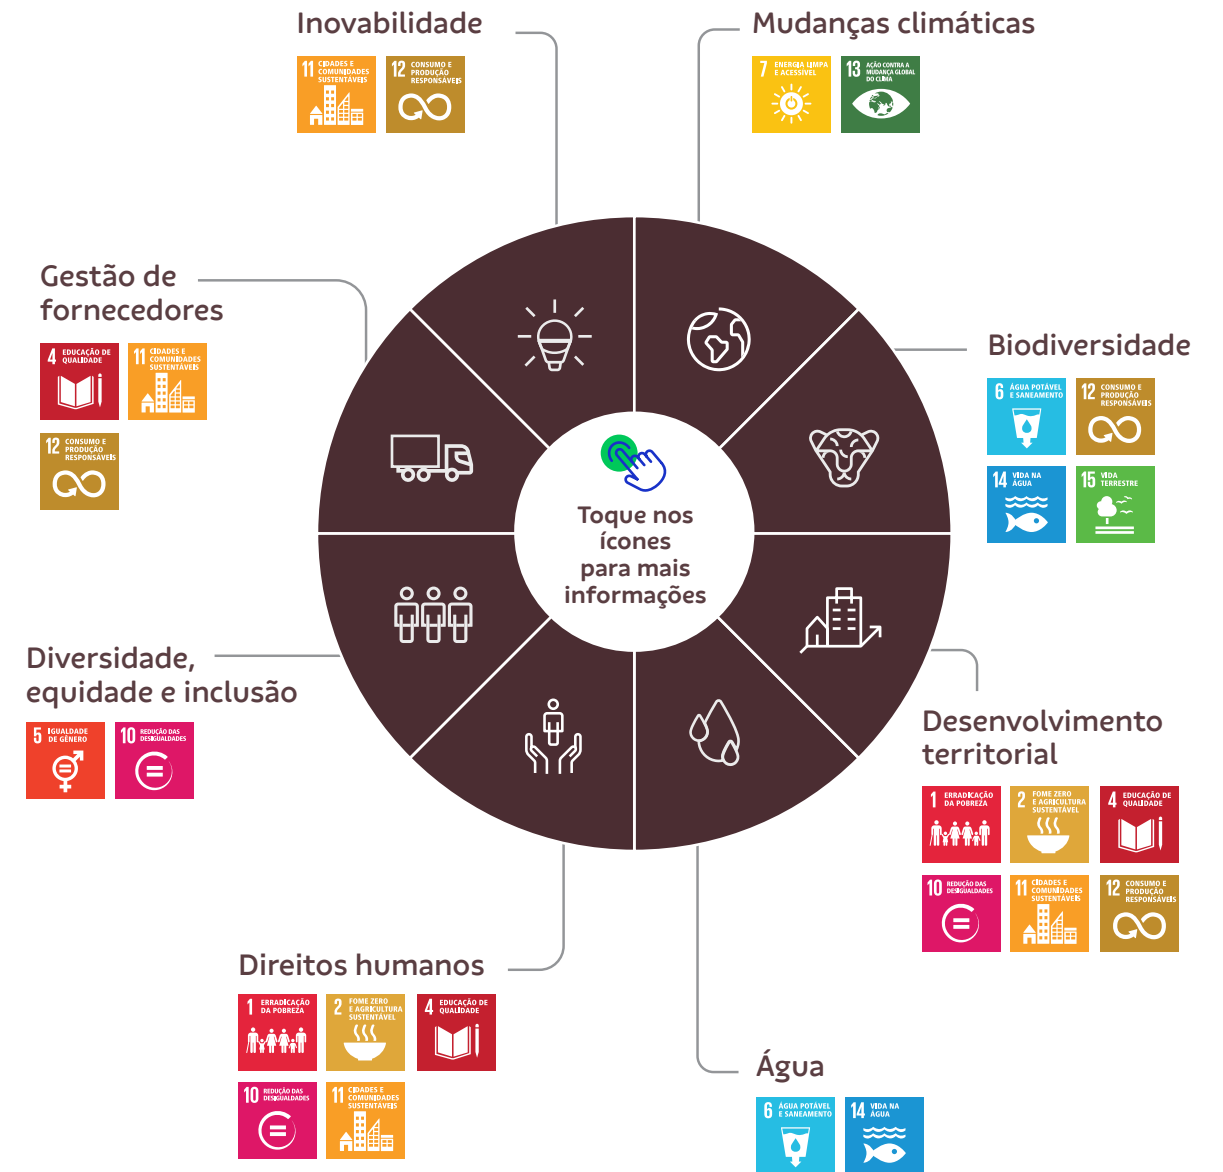 Inovabilidade
11 CIDADES E
COMUNIDADES
SUSTENTÁVEIS
12 CONSUMO E
PRODUÇÃO
RESPONSÁVEIS
Mudanças climáticas
7 ENERGIA LIMPA
E ACESSÍVEL
13 AÇÃO CONTRA A
MUDANÇA GLOBAL
DO CLIMA
Gestão de
fornecedores
4 EDUCAÇÃO DE
QUALIDADE
11 CIDADES E
COMUNIDADES
SUSTENTÁVEIS
12 CONSUMO E
PRODUÇÃO
RESPONSÁVEIS
Biodiversidade
6 ÁGUA POTÁVEL
E SANEAMENTO
12 CONSUMO E
PRODUÇÃO
RESPONSÁVEIS
14 VIDA NA
ÁGUA
15 VIDA
TERRESTRE
Toque nos
ícones
para mais
informações
Diversidade,
equidade e inclusão
5 IGUALDADE
DE GÊNERO
10 REDUÇÃO DAS
DESIGUALDADES
Desenvolvimento
territorial
1 ERRADICAÇÃO
DA POBREZA
2 FOME ZERO
E AGRICULTURA
SUSTENTÁVEL
4 EDUCAÇÃO DE
QUALIDADE
10 REDUÇÃO DAS
DESIGUALDADES
11 CIDADES E
COMUNIDADES
SUSTENTÁVEIS
12 CONSUMO E
PRODUÇÃO
RESPONSÁVEIS
Direitos humanos
1 ERRADICAÇÃO
DA POBREZA
2 FOME ZERO
E AGRICULTURA
SUSTENTÁVEL
4 EDUCAÇÃO DE
QUALIDADE
10 REDUÇÃO DAS
DESIGUALDADES
11 CIDADES E
COMUNIDADES
SUSTENTÁVEIS
Água
6 ÁGUA POTÁVEL
E SANEAMENTO
14 VIDA NA
ÁGUA